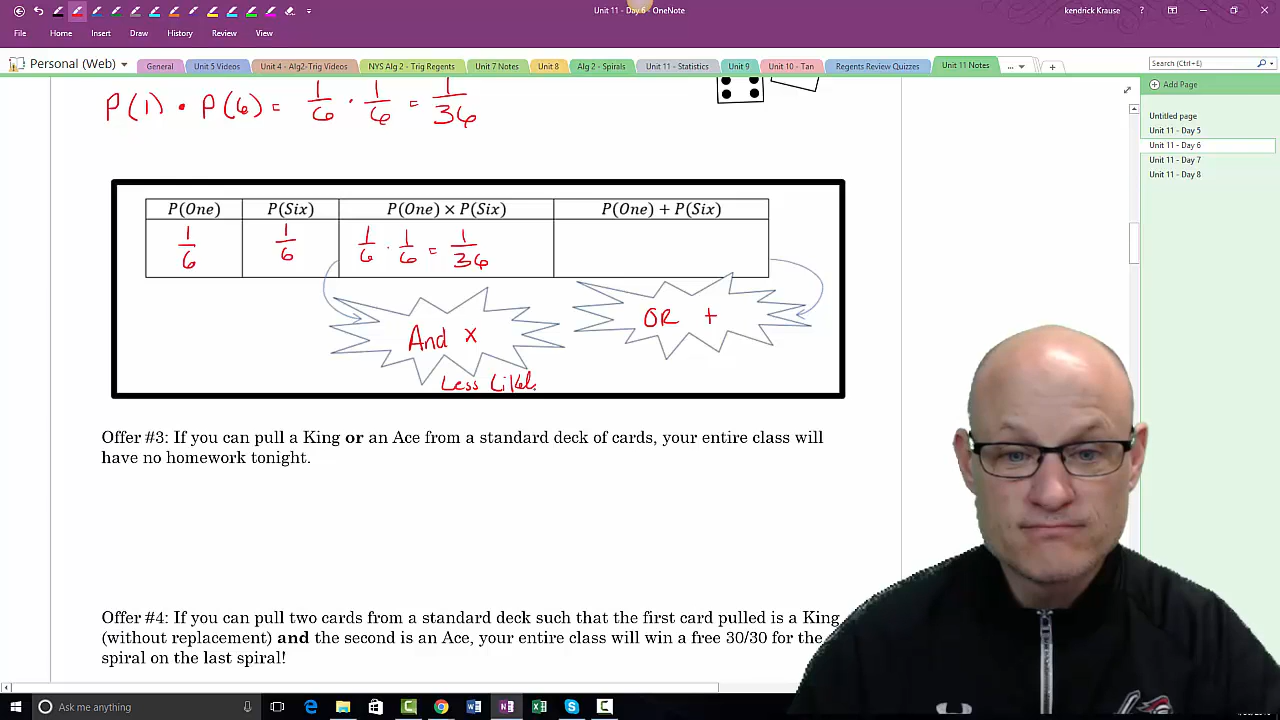 Unit 11 - Day 6 - OneNote
kendrick Krause
File Home Insert Draw History Review View
Personal (Web) General Unit 5 Videos Unit 4 - Alg2-Trig Videos NYS Alg 2 - Trig Regents Unit 7 Notes Unit 8 Alg 2 - Spirals Unit 11 - Statistics Unit 9 Unit 10 - Tan Regents Review Quizzes Unit 11 Notes ...
Search (Ctrl+E)
Add Page
Untitled page
Unit 11 - Day 5
Unit 11 - Day 6
Unit 11 - Day 7
Unit 11 - Day 8
P(1) • P(6) = 1/6 · 1/6 = 1/36
P(One) P(Six) P(One) × P(Six) P(One) + P(Six)
1/6 1/6 1/6 · 1/6 = 1/36
OR +
And x
Less Likel
Offer #3: If you can pull a King or an Ace from a standard deck of cards, your entire class will
have no homework tonight.
Offer #4: If you can pull two cards from a standard deck such that the first card pulled is a King
(without replacement) and the second is an Ace, your entire class will win a free 30/30 for the
spiral on the last spiral!
Ask me anything